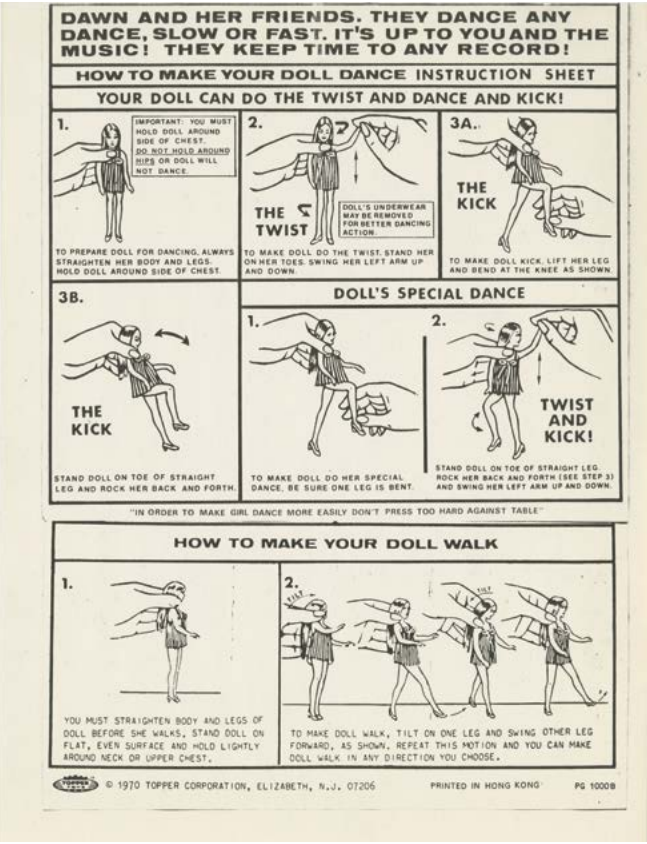 DAWN AND HER FRIENDS. THEY DANCE ANY
DANCE, SLOW OR FAST. IT'S UP TO YOU AND THE
MUSIC! THEY KEEP TIME TO ANY RECORD!
HOW TO MAKE YOUR DOLL DANCE INSTRUCTION SHEET
YOUR DOLL CAN DO THE TWIST AND DANCE AND KICK!
1.
IMPORTANT: YOU MUST
HOLD DOLL AROUND
SIDE OF CHEST.
DO NOT HOLD AROUND
HIPS OR DOLL WILL
NOT DANCE.
TO PREPARE DOLL FOR DANCING, ALWAYS
STRAIGHTEN HER BODY AND LEGS.
HOLD DOLL AROUND SIDE OF CHEST.
2.
THE
TWIST
DOLL'S UNDERWEAR
MAY BE REMOVED
FOR BETTER DANCING
ACTION.
TO MAKE DOLL DO THE TWIST, STAND HER
ON HER TOES. SWING HER LEFT ARM UP
AND DOWN.
3A.
THE
KICK
TO MAKE DOLL KICK, LIFT HER LEG
AND BEND AT THE KNEE AS SHOWN.
3B.
THE
KICK
STAND DOLL ON TOE OF STRAIGHT
LEG AND ROCK HER BACK AND FORTH.
DOLL'S SPECIAL DANCE
1.
TO MAKE DOLL DO HER SPECIAL
DANCE, BE SURE ONE LEG IS BENT.
2.
TWIST
AND
KICK!
STAND DOLL ON TOE OF STRAIGHT LEG.
ROCK HER BACK AND FORTH (SEE STEP 3)
AND SWING HER LEFT ARM UP AND DOWN.
"IN ORDER TO MAKE GIRL DANCE MORE EASILY DON'T PRESS TOO HARD AGAINST TABLE"
HOW TO MAKE YOUR DOLL WALK
1.
YOU MUST STRAIGHTEN BODY AND LEGS OF
DOLL BEFORE SHE WALKS. STAND DOLL ON
FLAT, EVEN SURFACE AND HOLD LIGHTLY
AROUND NECK OR UPPER CHEST.
2.
TILT
TILT
TO MAKE DOLL WALK, TILT ON ONE LEG AND SWING OTHER LEG
FORWARD, AS SHOWN. REPEAT THIS MOTION AND YOU CAN MAKE
DOLL WALK IN ANY DIRECTION YOU CHOOSE.
TOPPER
TOYS
© 1970 TOPPER CORPORATION, ELIZABETH, N.J. 07206
PRINTED IN HONG KONG
PG 1000B